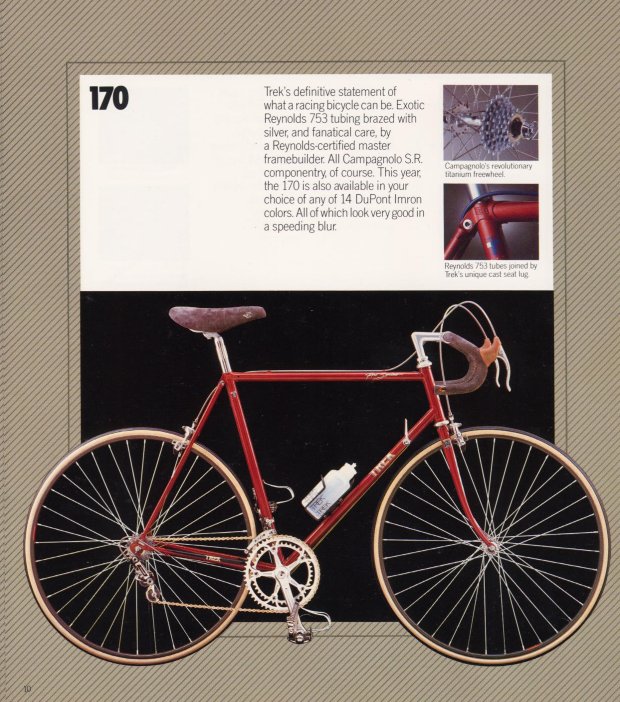 170
Trek's definitive statement of
what a racing bicycle can be. Exotic
Reynolds 753 tubing brazed with
silver, and fanatical care, by
a Reynolds-certified master
framebuilder. All Campagnolo S.R.
componentry, of course. This year,
the 170 is also available in your
choice of any of 14 DuPont Imron
colors. All of which look very good in
a speeding blur.
Campagnolo's revolutionary
titanium freewheel.
Reynolds 753 tubes joined by
Trek's unique cast seat lug.
TREK
TREK
TREK
10